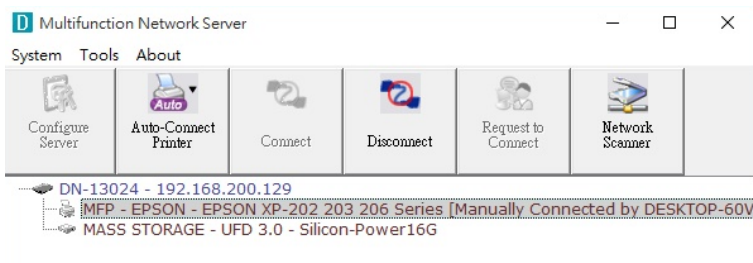 D Multifunction Network Server
System Tools About
Configure Server
Auto
Auto-Connect Printer
Connect
Disconnect
Request to Connect
Network Scanner
DN-13024 - 192.168.200.129
MFP - EPSON - EPSON XP-202 203 206 Series [Manually Connected by DESKTOP-60V
MASS STORAGE - UFD 3.0 - Silicon-Power16G